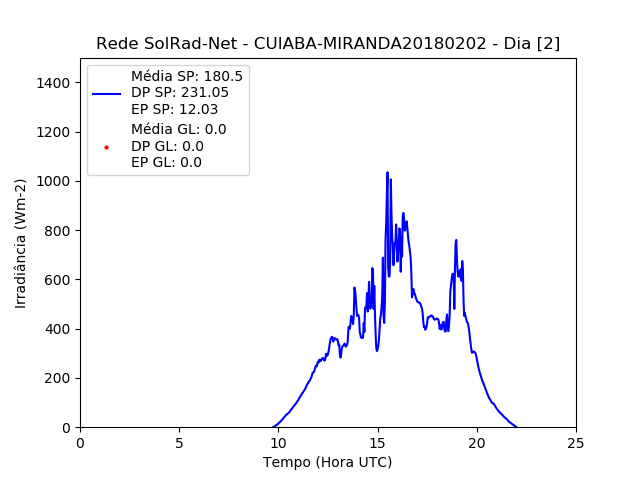 Rede SolRad-Net - CUIABA-MIRANDA20180202 - Dia [2]
Média SP: 180.5
DP SP: 231.05
EP SP: 12.03
Média GL: 0.0
DP GL: 0.0
EP GL: 0.0
1400
1200
1000
800
600
400
200
0
Irradiância (Wm-2)
0 5 10 15 20 25
Tempo (Hora UTC)